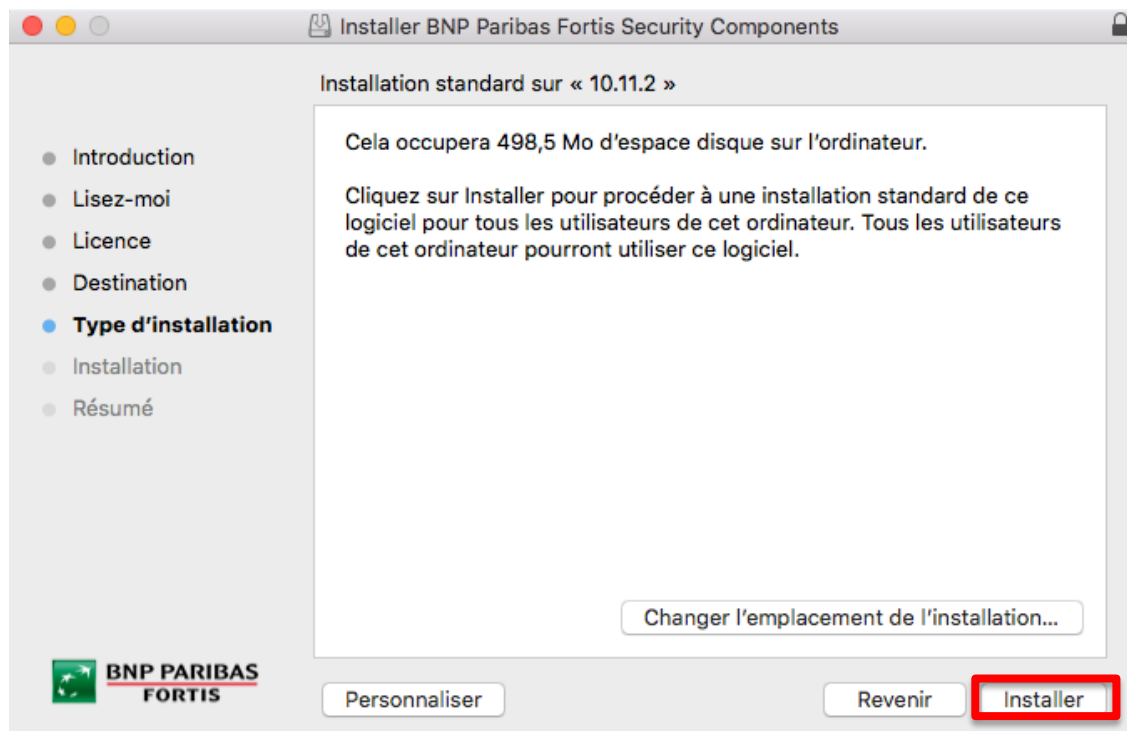 Installer BNP Paribas Fortis Security Components
Installation standard sur « 10.11.2 »
Introduction
Lisez-moi
Licence
Destination
Type d’installation
Installation
Résumé
Cela occupera 498,5 Mo d’espace disque sur l’ordinateur.
Cliquez sur Installer pour procéder à une installation standard de ce
logiciel pour tous les utilisateurs de cet ordinateur. Tous les utilisateurs
de cet ordinateur pourront utiliser ce logiciel.
Changer l’emplacement de l’installation...
BNP PARIBAS
FORTIS
Personnaliser
Revenir
Installer